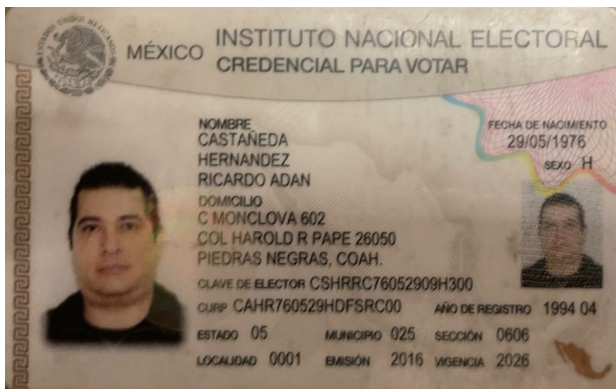 MÉXICO INSTITUTO NACIONAL ELECTORAL
CREDENCIAL PARA VOTAR
NOMBRE
CASTAÑEDA
HERNANDEZ
RICARDO ADAN
FECHA DE NACIMIENTO
29/05/1976
SEXO H
DOMICILIO
C MONCLOVA 602
COL HAROLD R PAPE 26050
PIEDRAS NEGRAS, COAH.
CLAVE DE ELECTOR CSHRRC76052909H300
CURP CAHR760529HDFSRC00 AÑO DE REGISTRO 1994 04
ESTADO 05 MUNICIPIO 025 SECCIÓN 0606
LOCALIDAD 0001 EMISIÓN 2016 VIGENCIA 2026